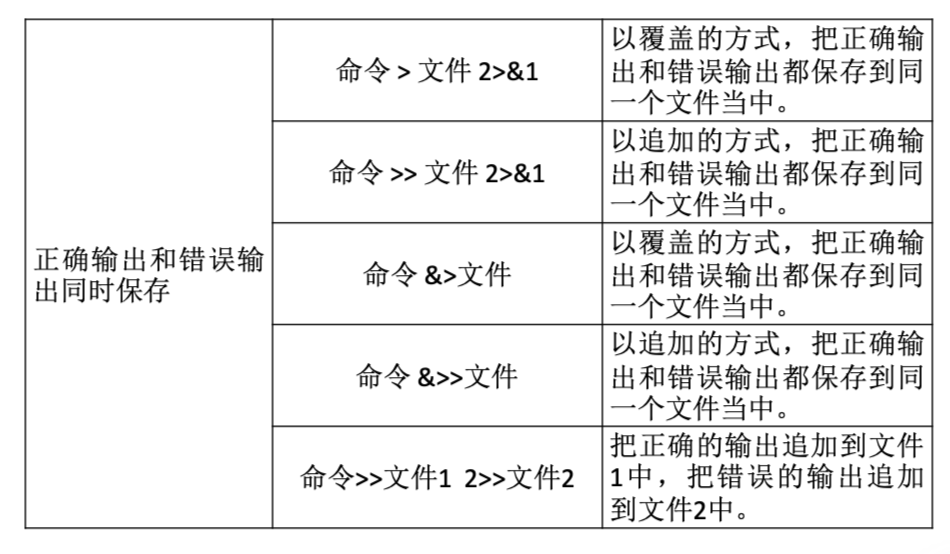 正确输出和错误输
出同时保存
命令 > 文件 2>&1
以覆盖的方式，把正确输
出和错误输出都保存到同
一个文件当中。
命令 >> 文件 2>&1
以追加的方式，把正确输
出和错误输出都保存到同
一个文件当中。
命令 &>文件
以覆盖的方式，把正确输
出和错误输出都保存到同
一个文件当中。
命令 &>>文件
以追加的方式，把正确输
出和错误输出都保存到同
一个文件当中。
命令>>文件1 2>>文件2
把正确的输出追加到文件
1中，把错误的输出追加
到文件2中。